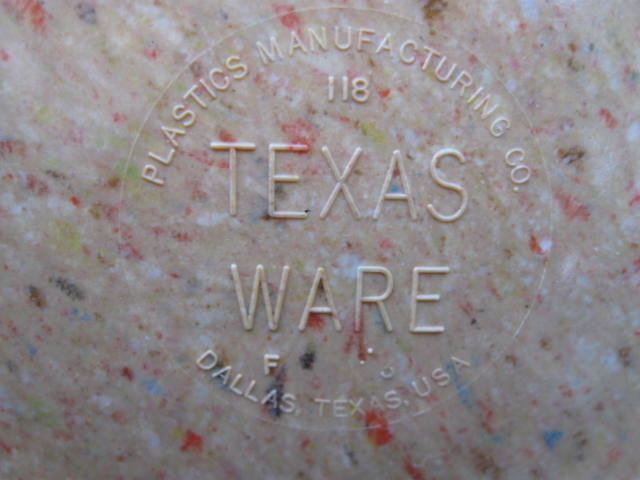 PLASTICS MANUFACTURING CO.
118
TEXAS
WARE
F
DALLAS, TEXAS, USA